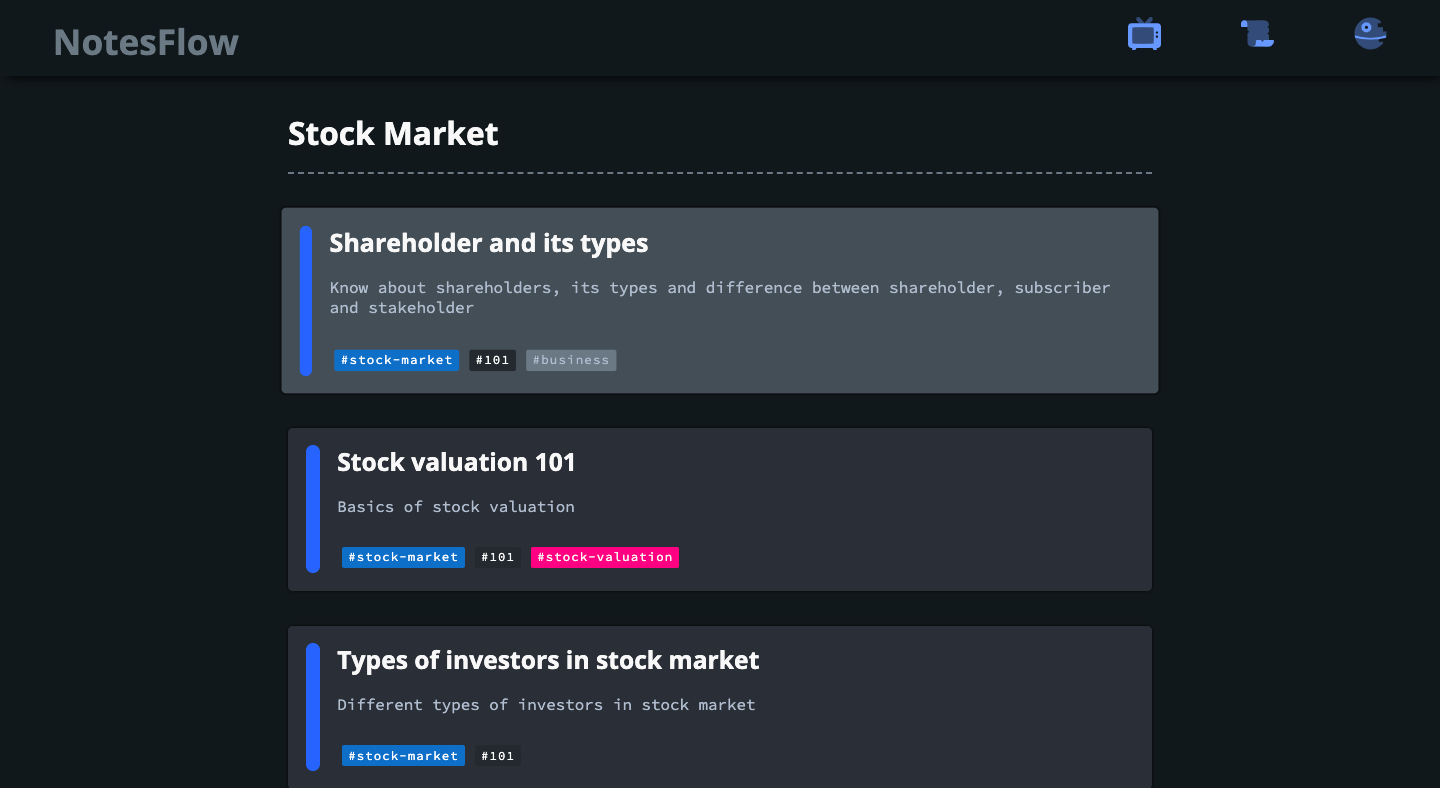 NotesFlow
Stock Market
Shareholder and its types
Know about shareholders, its types and difference between shareholder, subscriber
and stakeholder
#stock-market #101 #business
Stock valuation 101
Basics of stock valuation
#stock-market #101 #stock-valuation
Types of investors in stock market
Different types of investors in stock market
#stock-market #101